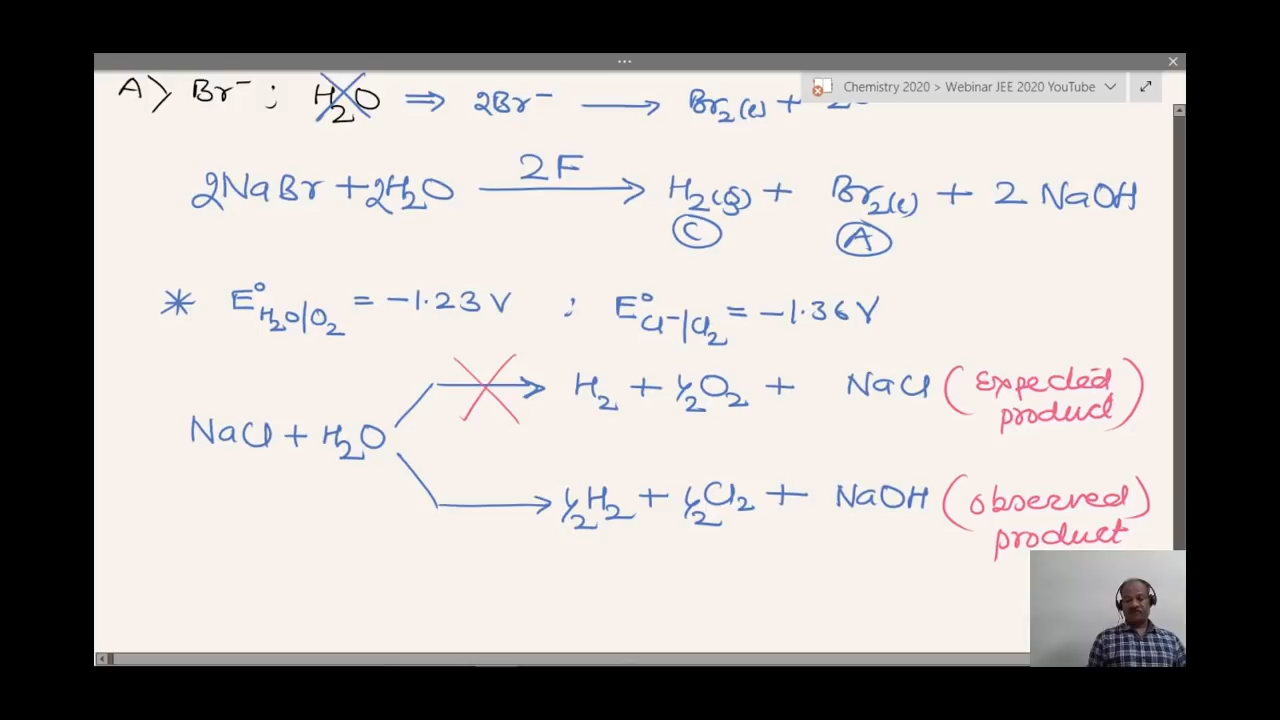 Chemistry 2020 > Webinar JEE 2020 YouTube
A) Br⁻ ; H₂O ⇒ 2Br⁻ → Br₂(l) +
2NaBr + 2H₂O 2F → H₂(g) + Br₂(l) + 2 NaOH
C A
* E°H₂O|O₂ = -1.23 V ; E°Cl⁻|Cl₂ = -1.36 V
H₂ + ½O₂ + NaCl (Expected
product)
NaCl + H₂O
½H₂ + ½Cl₂ + NaOH (observed)
product